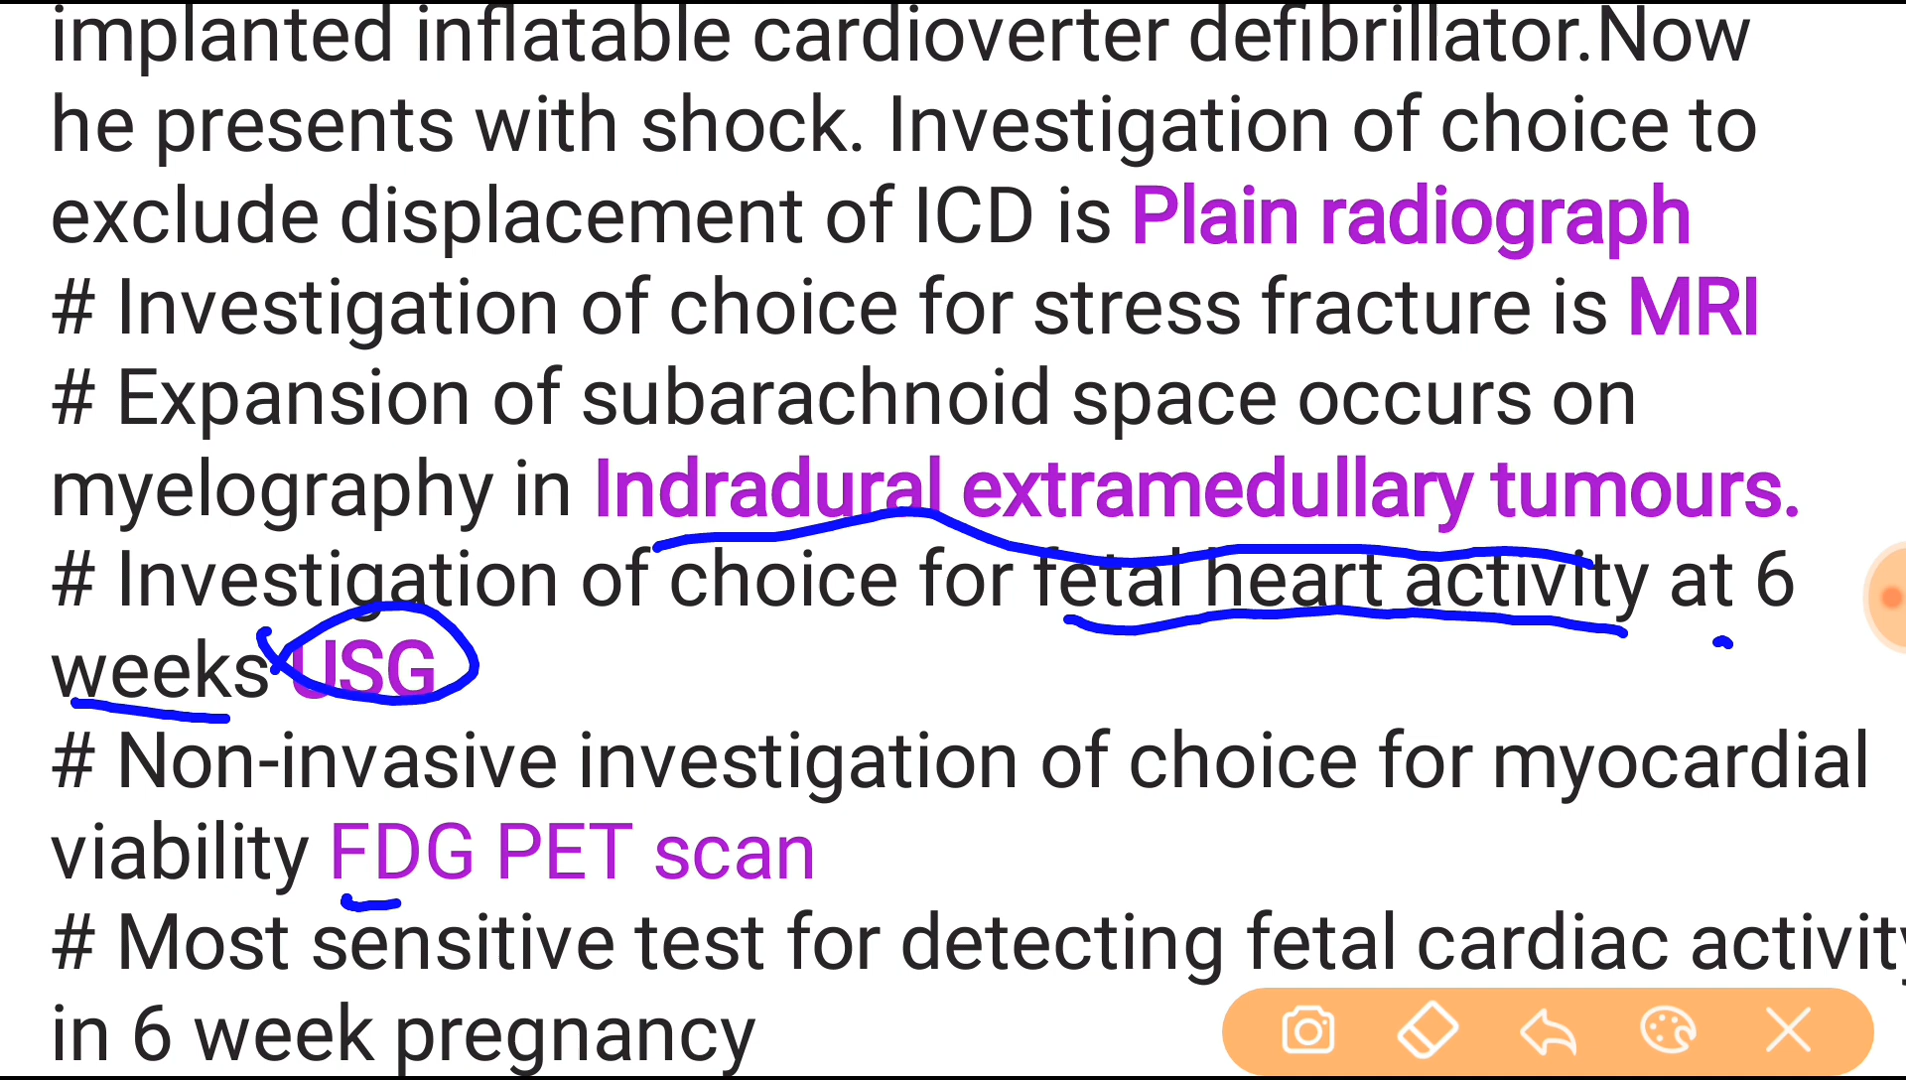 implanted inflatable cardioverter defibrillator.Now
he presents with shock. Investigation of choice to
exclude displacement of ICD is Plain radiograph
# Investigation of choice for stress fracture is MRI
# Expansion of subarachnoid space occurs on
myelography in Indradural extramedullary tumours.
# Investigation of choice for fetal heart activity at 6
weeks USG
# Non-invasive investigation of choice for myocardial
viability FDG PET scan
# Most sensitive test for detecting fetal cardiac activity
in 6 week pregnancy